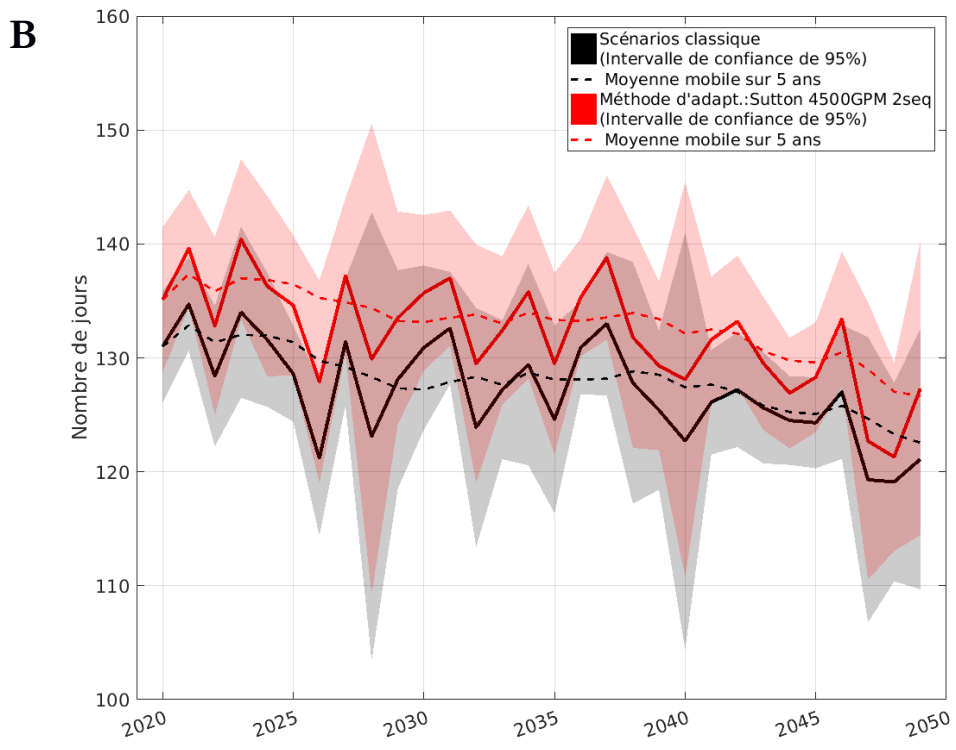 B
160
150
140
130
120
110
100
Nombre de jours
Scénarios classique
(Intervalle de confiance de 95%)
Moyenne mobile sur 5 ans
Méthode d'adapt.:Sutton 4500GPM 2seq
(Intervalle de confiance de 95%)
Moyenne mobile sur 5 ans
2020
2025
2030
2035
2040
2045
2050